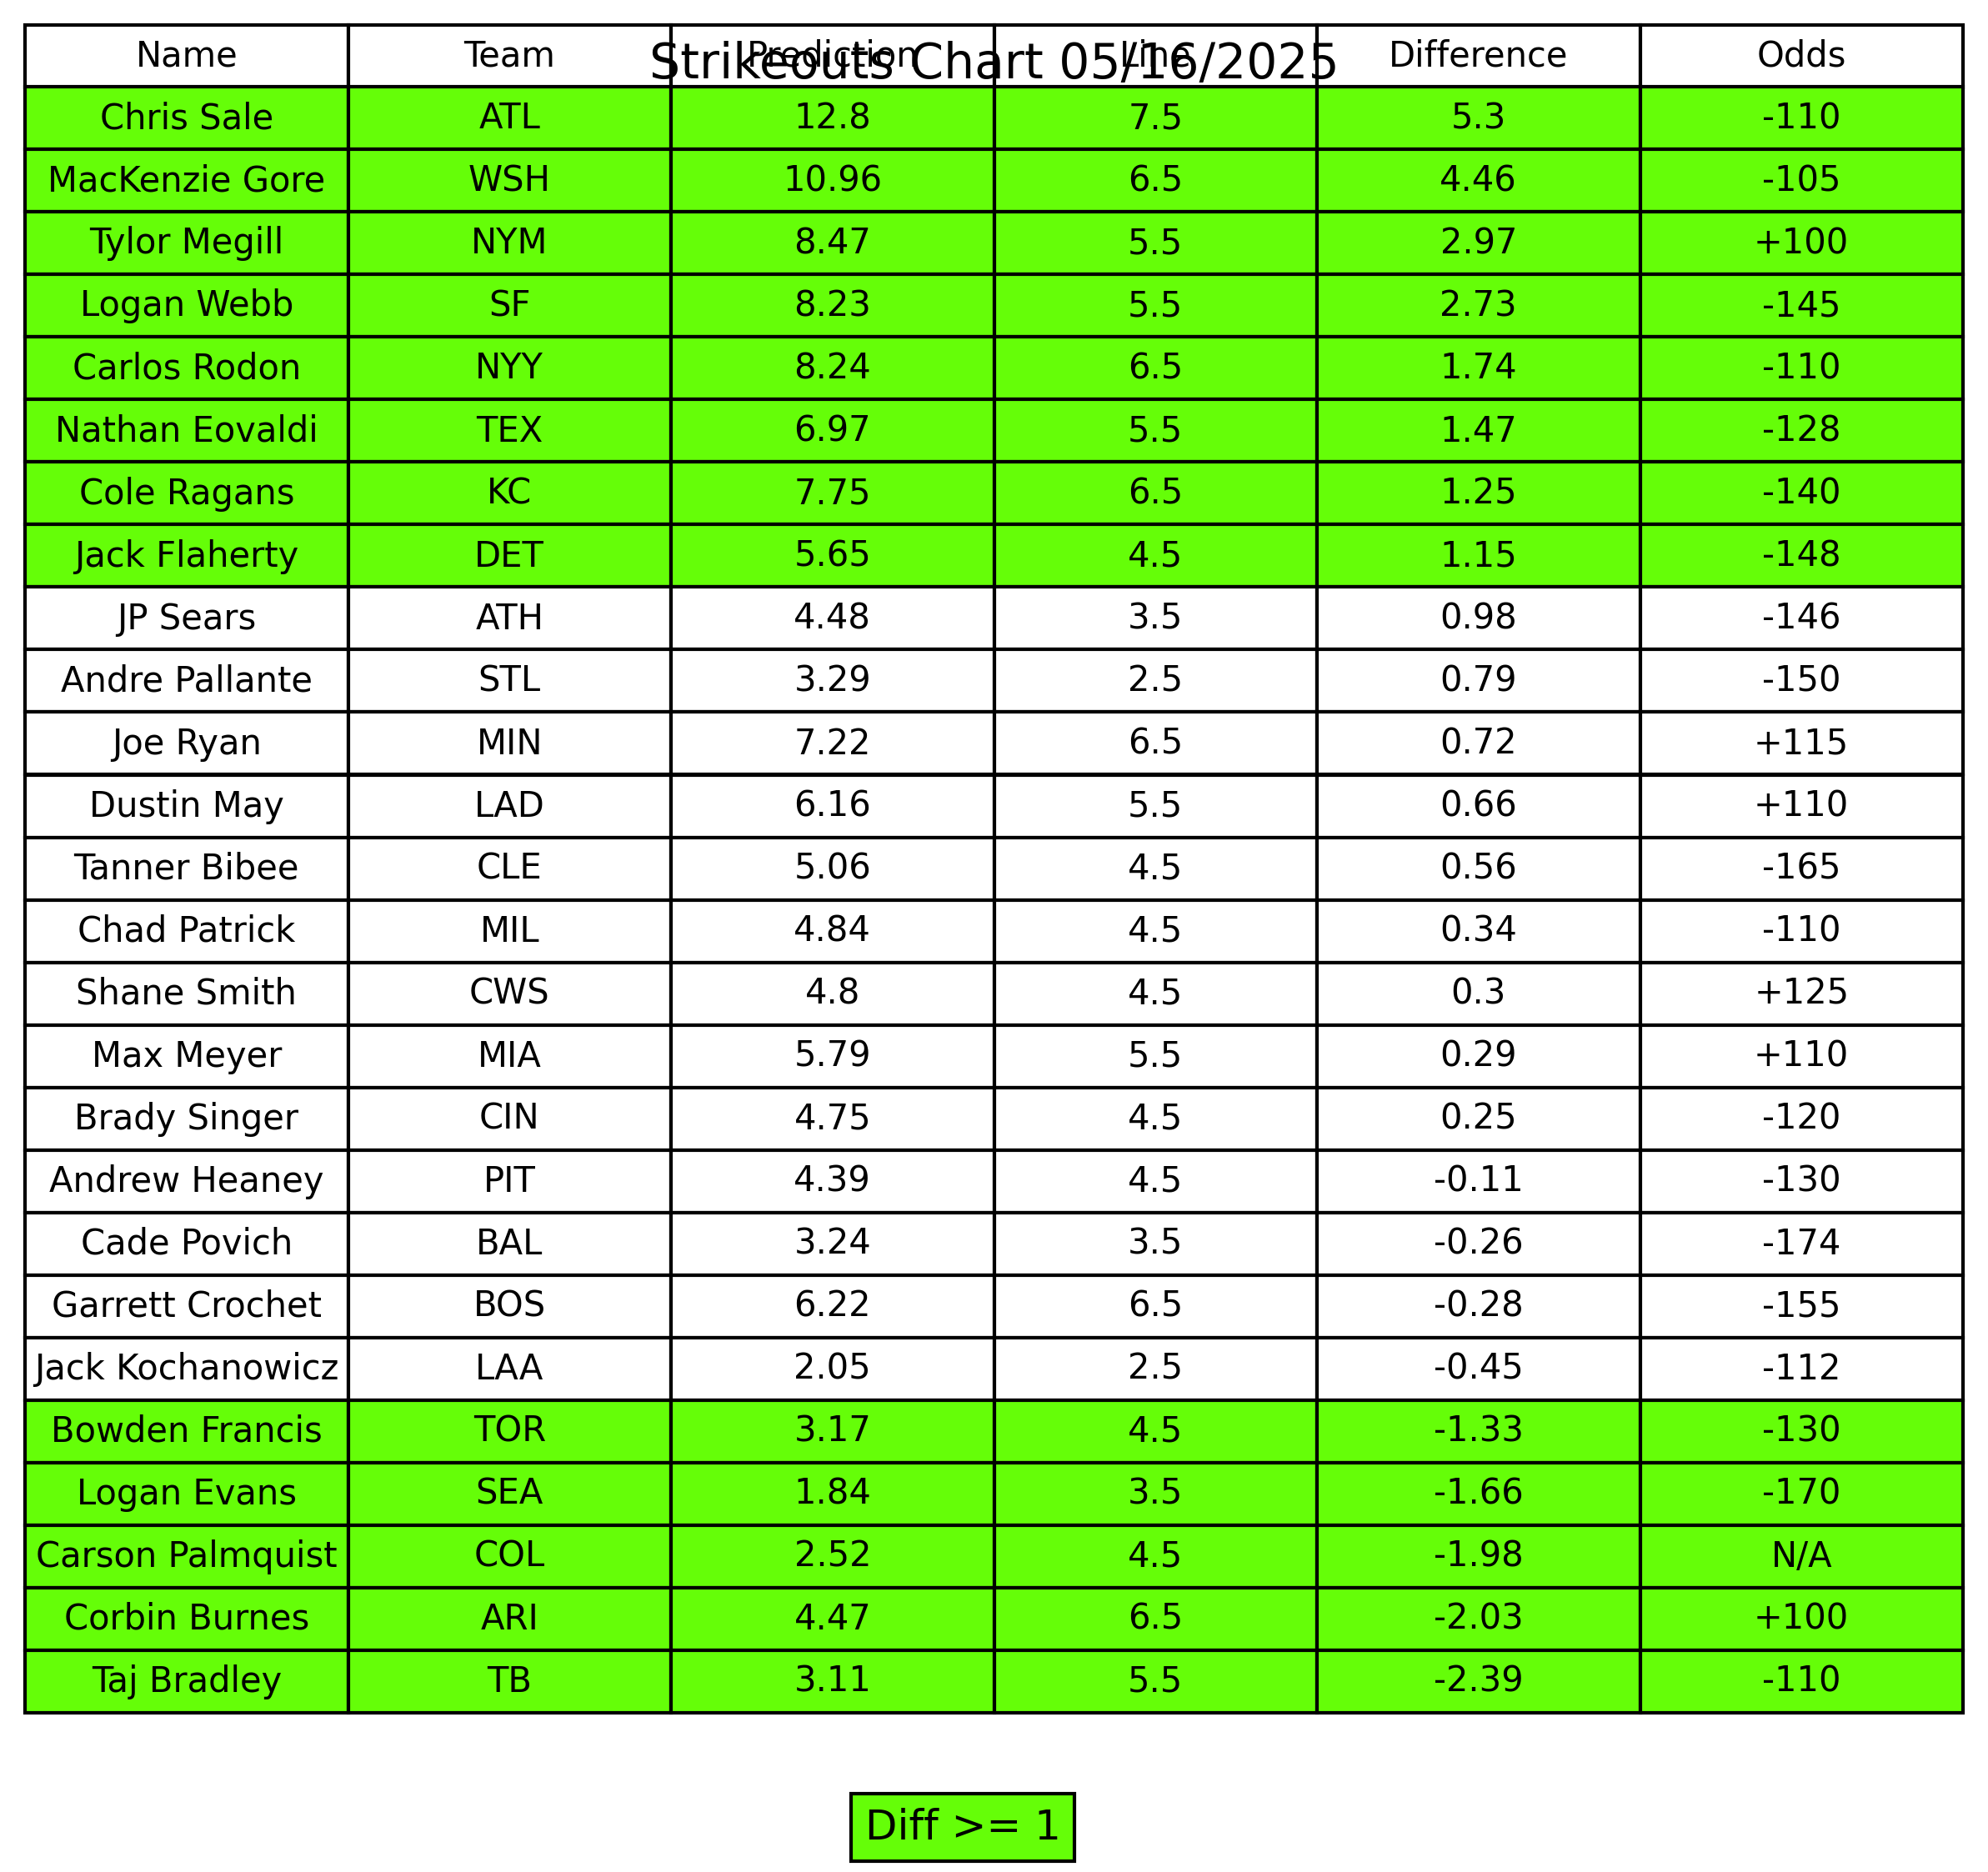 Strikeouts Chart 05/16/2025
Name Team Prediction Line Difference Odds
Chris Sale ATL 12.8 7.5 5.3 -110
MacKenzie Gore WSH 10.96 6.5 4.46 -105
Tylor Megill NYM 8.47 5.5 2.97 +100
Logan Webb SF 8.23 5.5 2.73 -145
Carlos Rodon NYY 8.24 6.5 1.74 -110
Nathan Eovaldi TEX 6.97 5.5 1.47 -128
Cole Ragans KC 7.75 6.5 1.25 -140
Jack Flaherty DET 5.65 4.5 1.15 -148
JP Sears ATH 4.48 3.5 0.98 -146
Andre Pallante STL 3.29 2.5 0.79 -150
Joe Ryan MIN 7.22 6.5 0.72 +115
Dustin May LAD 6.16 5.5 0.66 +110
Tanner Bibee CLE 5.06 4.5 0.56 -165
Chad Patrick MIL 4.84 4.5 0.34 -110
Shane Smith CWS 4.8 4.5 0.3 +125
Max Meyer MIA 5.79 5.5 0.29 +110
Brady Singer CIN 4.75 4.5 0.25 -120
Andrew Heaney PIT 4.39 4.5 -0.11 -130
Cade Povich BAL 3.24 3.5 -0.26 -174
Garrett Crochet BOS 6.22 6.5 -0.28 -155
Jack Kochanowicz LAA 2.05 2.5 -0.45 -112
Bowden Francis TOR 3.17 4.5 -1.33 -130
Logan Evans SEA 1.84 3.5 -1.66 -170
Carson Palmquist COL 2.52 4.5 -1.98 N/A
Corbin Burnes ARI 4.47 6.5 -2.03 +100
Taj Bradley TB 3.11 5.5 -2.39 -110
Diff >= 1